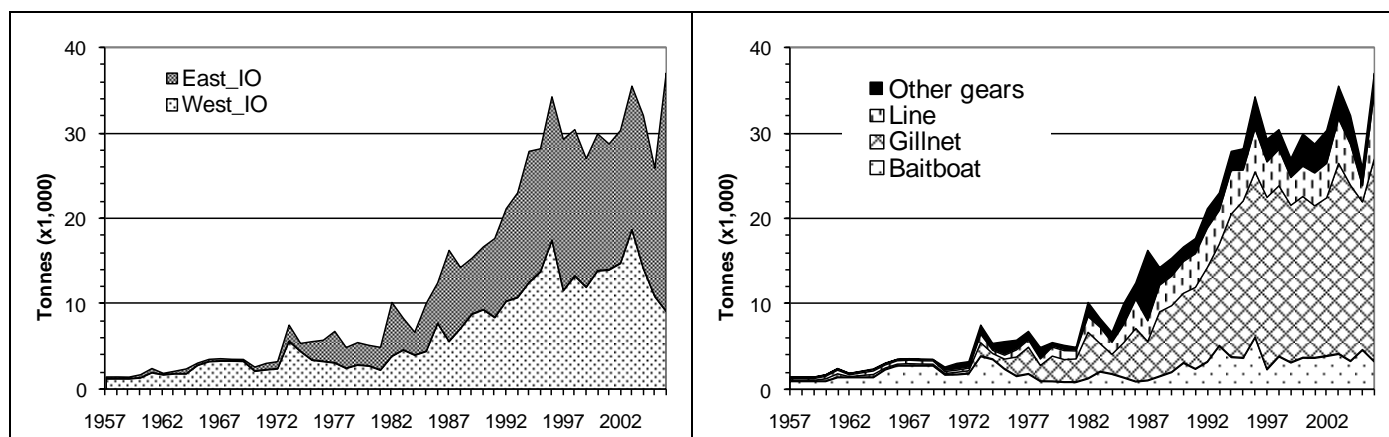 40
30
20
10
0
Tonnes (x1,000)
East_IO
West_IO
1957 1962 1967 1972 1977 1982 1987 1992 1997 2002
40
30
20
10
0
Tonnes (x1,000)
Other gears
Line
Gillnet
Baitboat
1957 1962 1967 1972 1977 1982 1987 1992 1997 2002